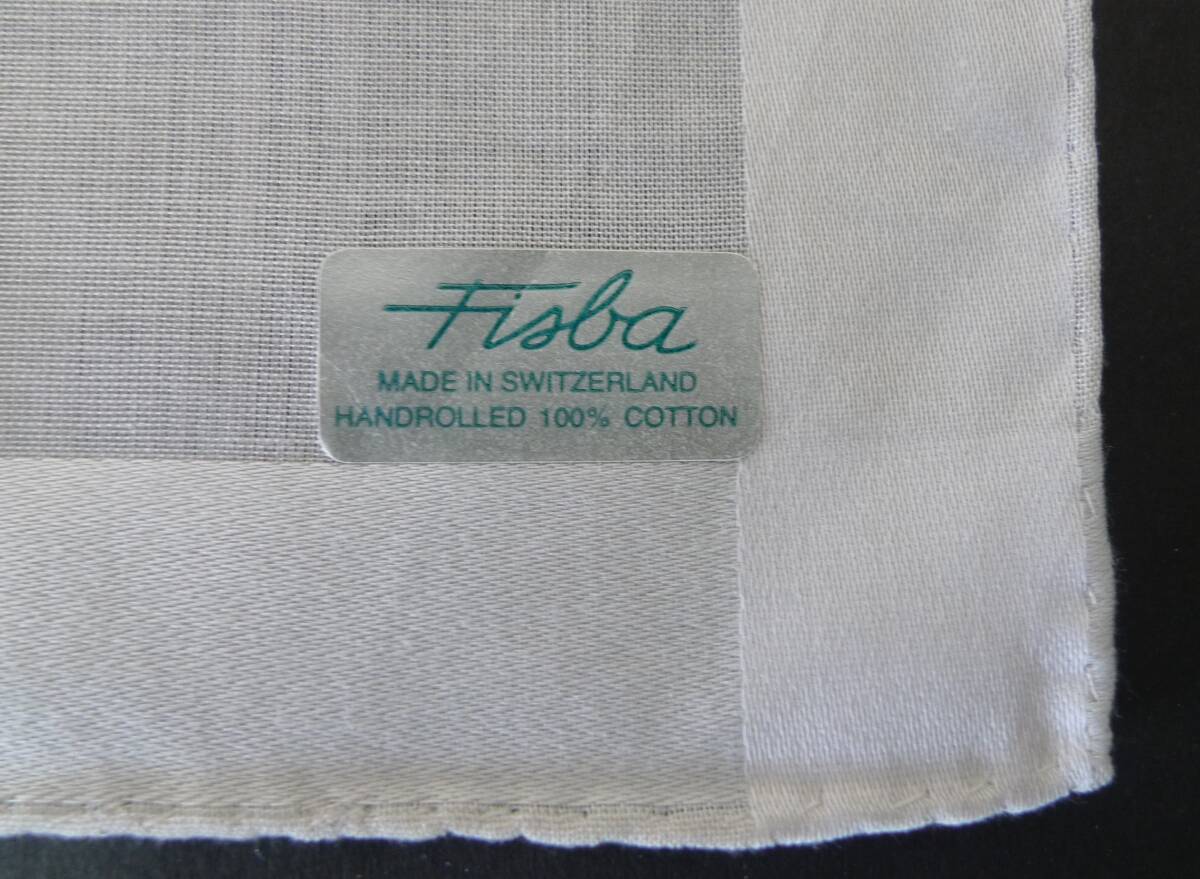 Fisba
MADE IN SWITZERLAND
HANDROLLED 100% COTTON